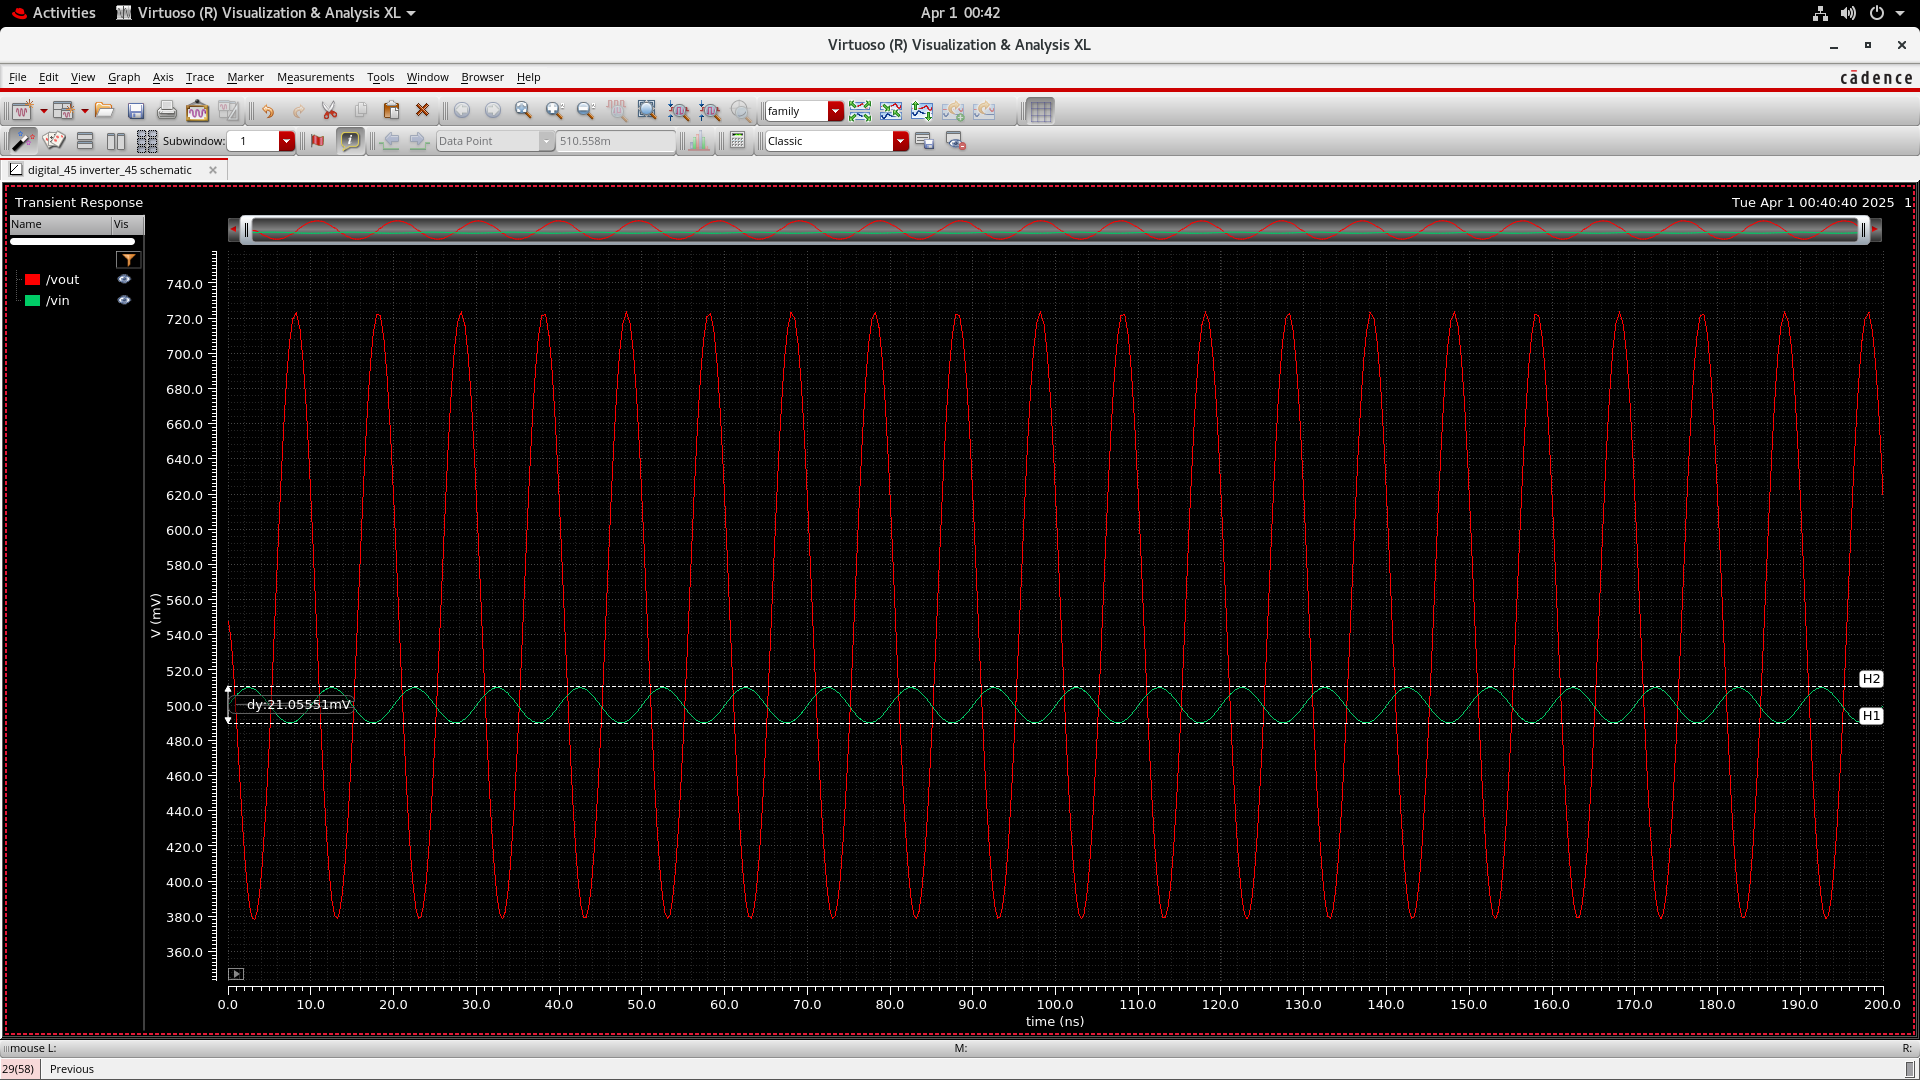 Activities Virtuoso (R) Visualization & Analysis XL Apr 1 00:42
Virtuoso (R) Visualization & Analysis XL
File Edit View Graph Axis Trace Marker Measurements Tools Window Browser Help cādence
family
Subwindow: 1 Data Point 510.558m Classic
digital_45 inverter_45 schematic
Transient Response Tue Apr 1 00:40:40 2025 1
Name Vis
/vout
/vin
740.0
720.0
700.0
680.0
660.0
640.0
620.0
600.0
580.0
560.0
540.0
520.0
500.0
480.0
460.0
440.0
420.0
400.0
380.0
360.0
V (mV)
H2
dy:21.05551mV
H1
0.0 10.0 20.0 30.0 40.0 50.0 60.0 70.0 80.0 90.0 100.0 110.0 120.0 130.0 140.0 150.0 160.0 170.0 180.0 190.0 200.0
time (ns)
mouse L: M: R:
29(58) Previous